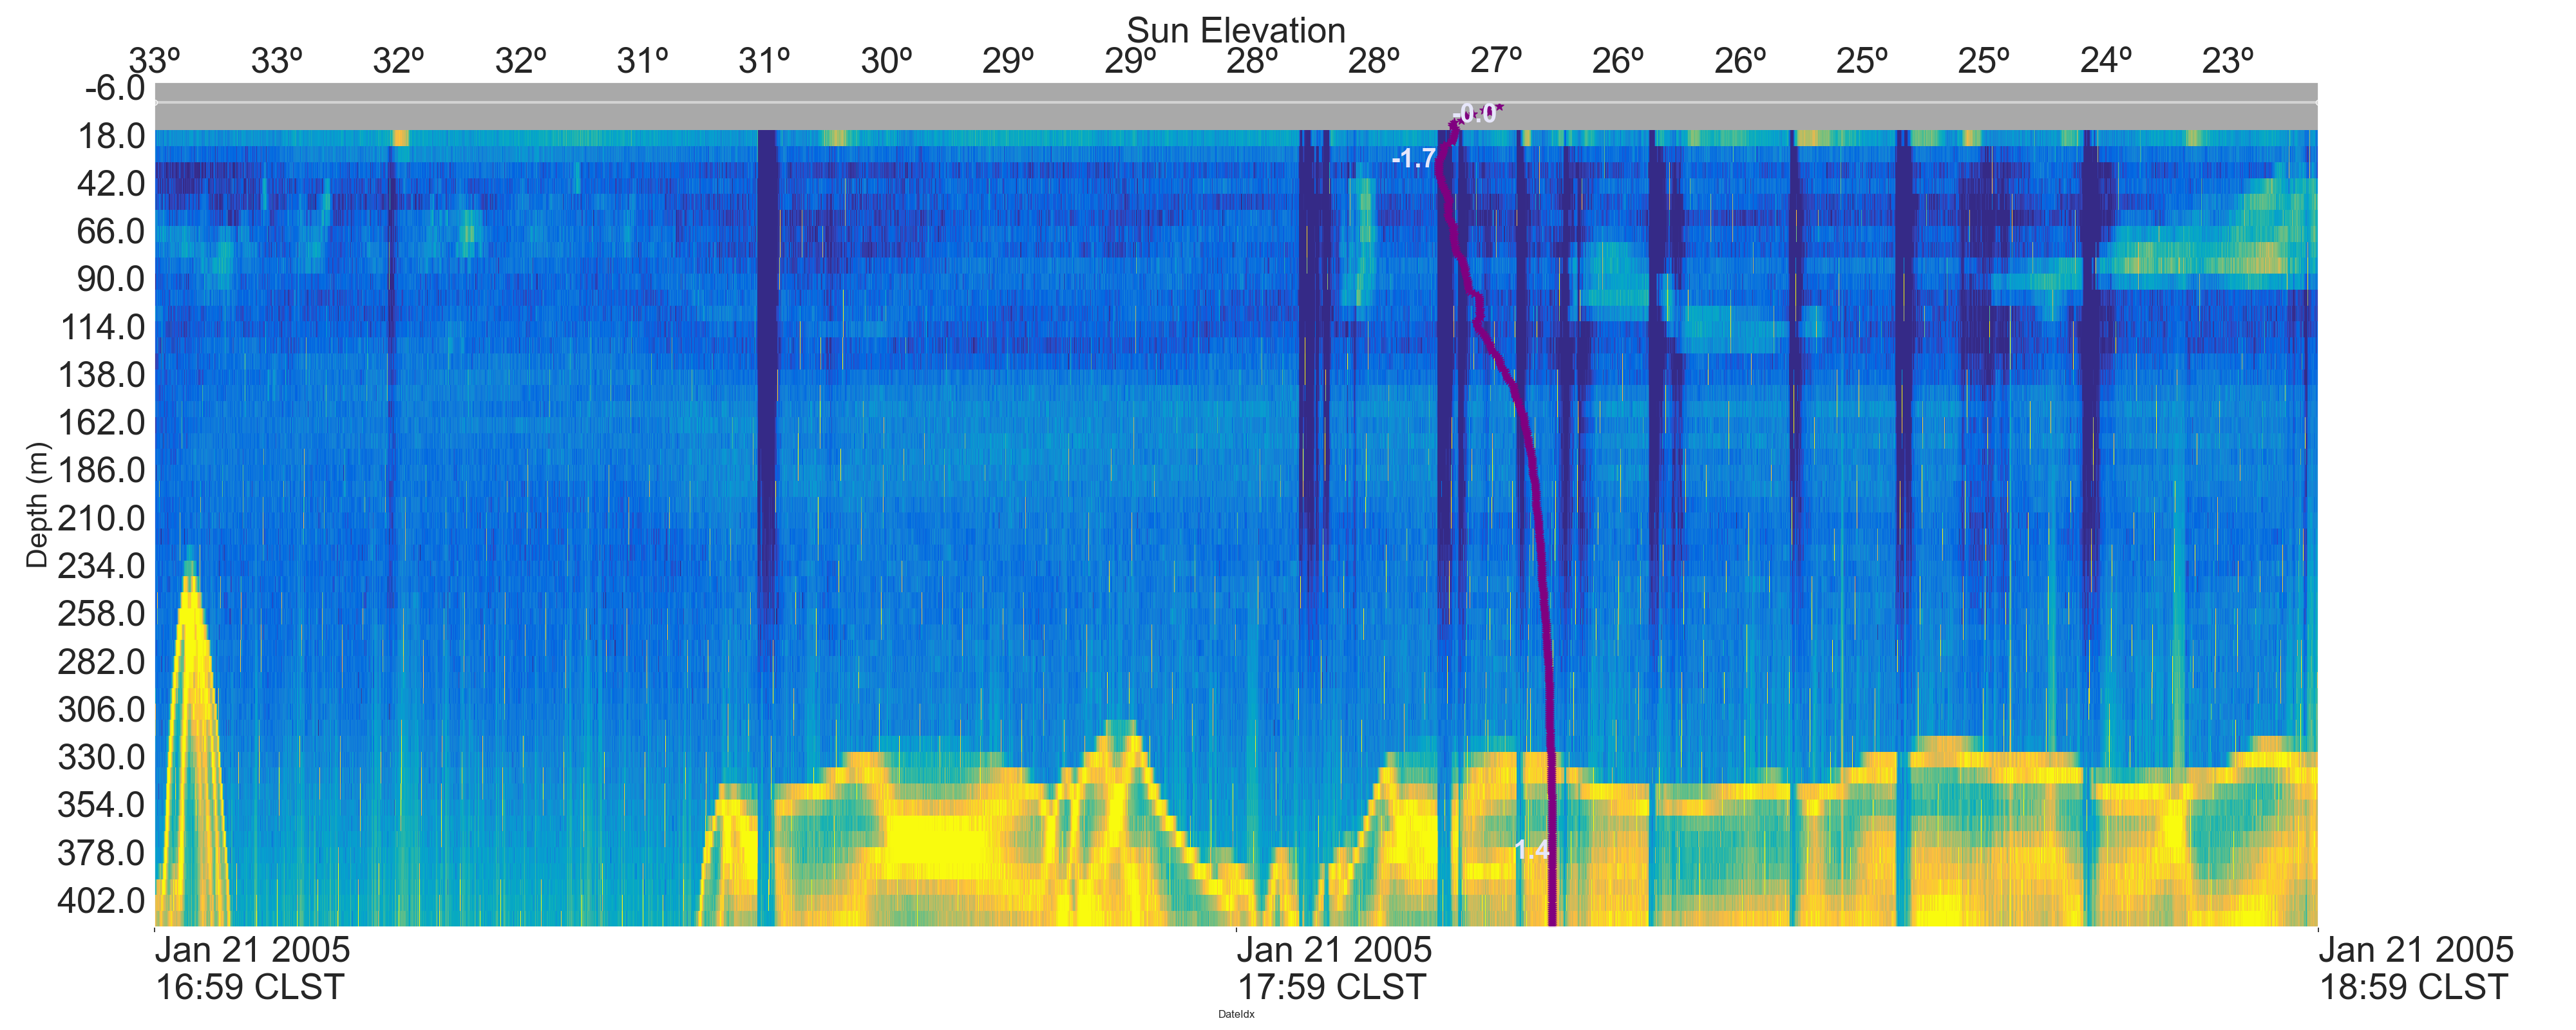 Sun Elevation
33º 33º 32º 32º 31º 31º 30º 29º 29º 28º 28º 27º 26º 26º 25º 25º 24º 23º
-6.0
18.0
42.0
66.0
90.0
114.0
138.0
162.0
186.0
210.0
234.0
258.0
282.0
306.0
330.0
354.0
378.0
402.0
Depth (m)
-0.0
-1.7
1.4
Jan 21 2005
16:59 CLST
Jan 21 2005
17:59 CLST
Jan 21 2005
18:59 CLST
DateIdx